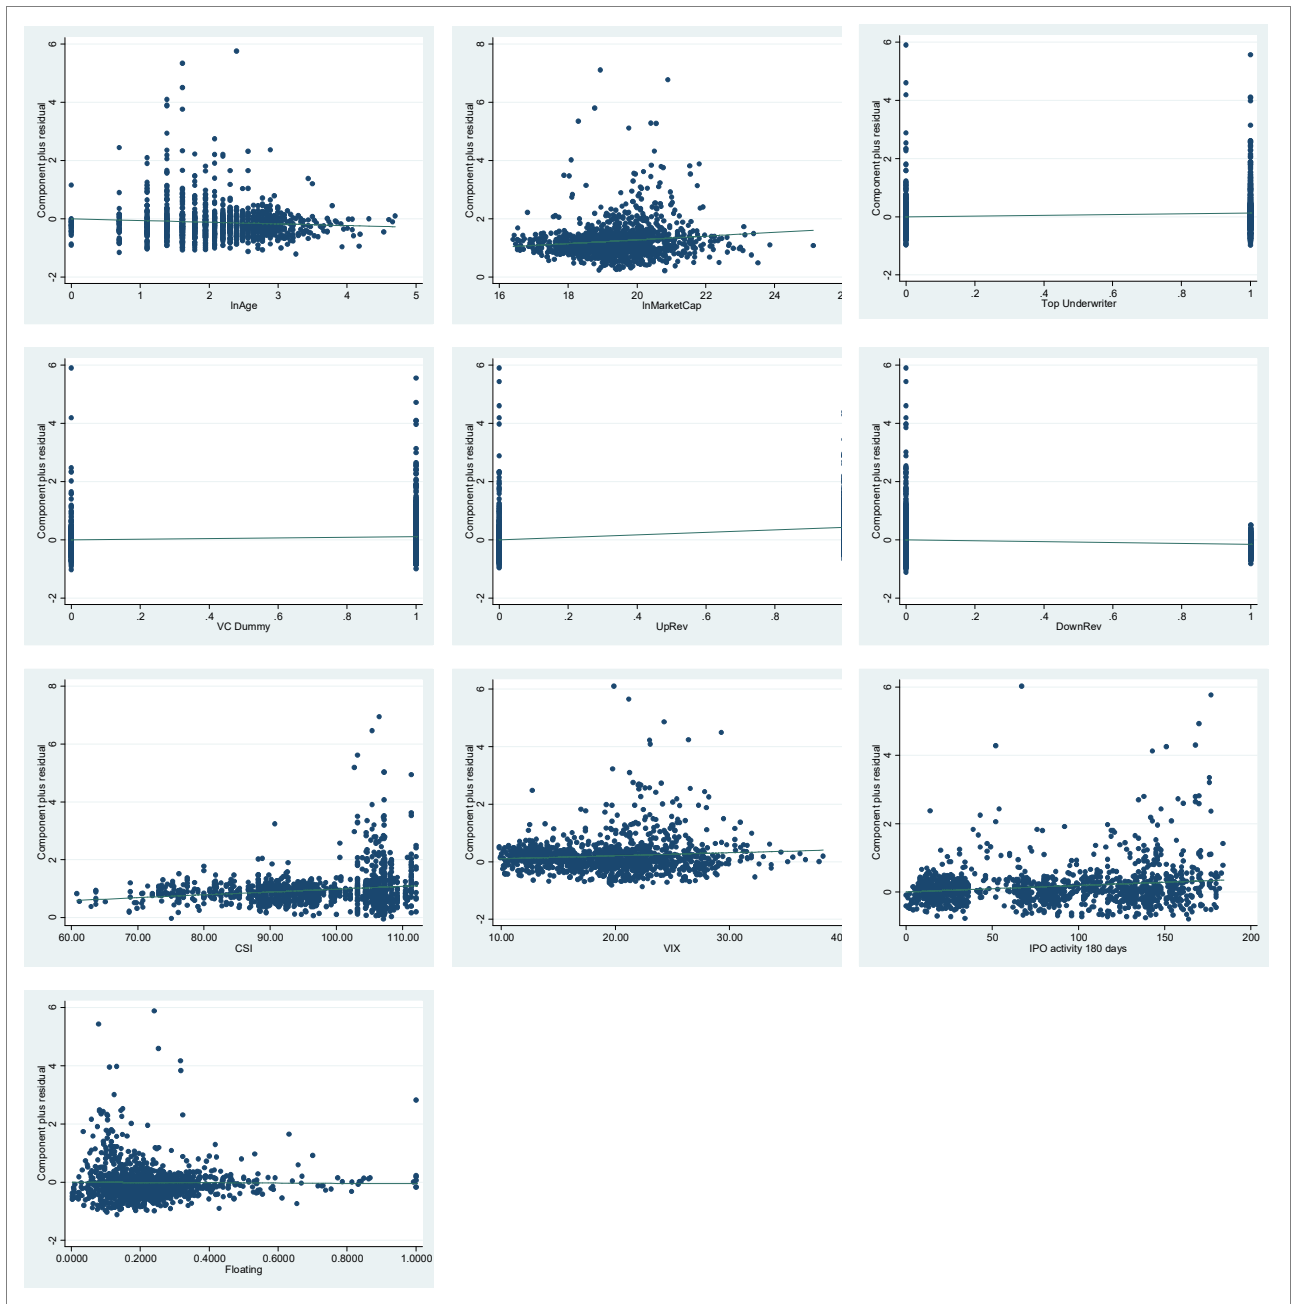 Component plus residual
6
4
2
0
-2
0 1 2 3 4 5
lnAge
Component plus residual
8
6
4
2
0
16 18 20 22 24 2
lnMarketCap
Component plus residual
6
4
2
0
-2
0 .2 .4 .6 .8 1
Top Underwriter
Component plus residual
6
4
2
0
-2
0 .2 .4 .6 .8 1
VC Dummy
Component plus residual
6
4
2
0
-2
0 .2 .4 .6 .8
UpRev
Component plus residual
6
4
2
0
-2
0 .2 .4 .6 .8 1
DownRev
Component plus residual
8
6
4
2
0
60.00 70.00 80.00 90.00 100.00 110.00
CSI
Component plus residual
6
4
2
0
-2
10.00 20.00 30.00 40
VIX
Component plus residual
6
4
2
0
0 50 100 150 200
IPO activity 180 days
Component plus residual
6
4
2
0
-2
0.0000 0.2000 0.4000 0.6000 0.8000 1.0000
Floating